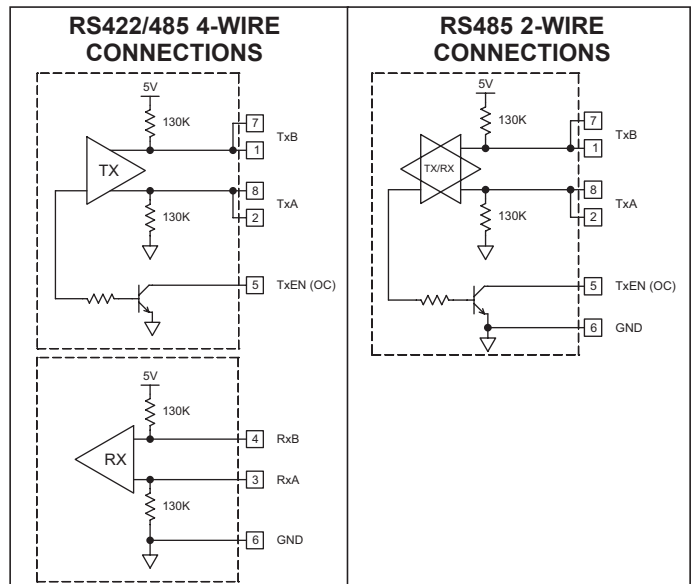 RS422/485 4-WIRE
CONNECTIONS
5V
130K
7
TxB
1
TX
8
TxA
130K
2
5 TxEN (OC)
5V
130K
4 RxB
RX
3 RxA
130K
6 GND
RS485 2-WIRE
CONNECTIONS
5V
130K
7
TxB
1
TX/RX
8
TxA
130K
2
5 TxEN (OC)
6 GND